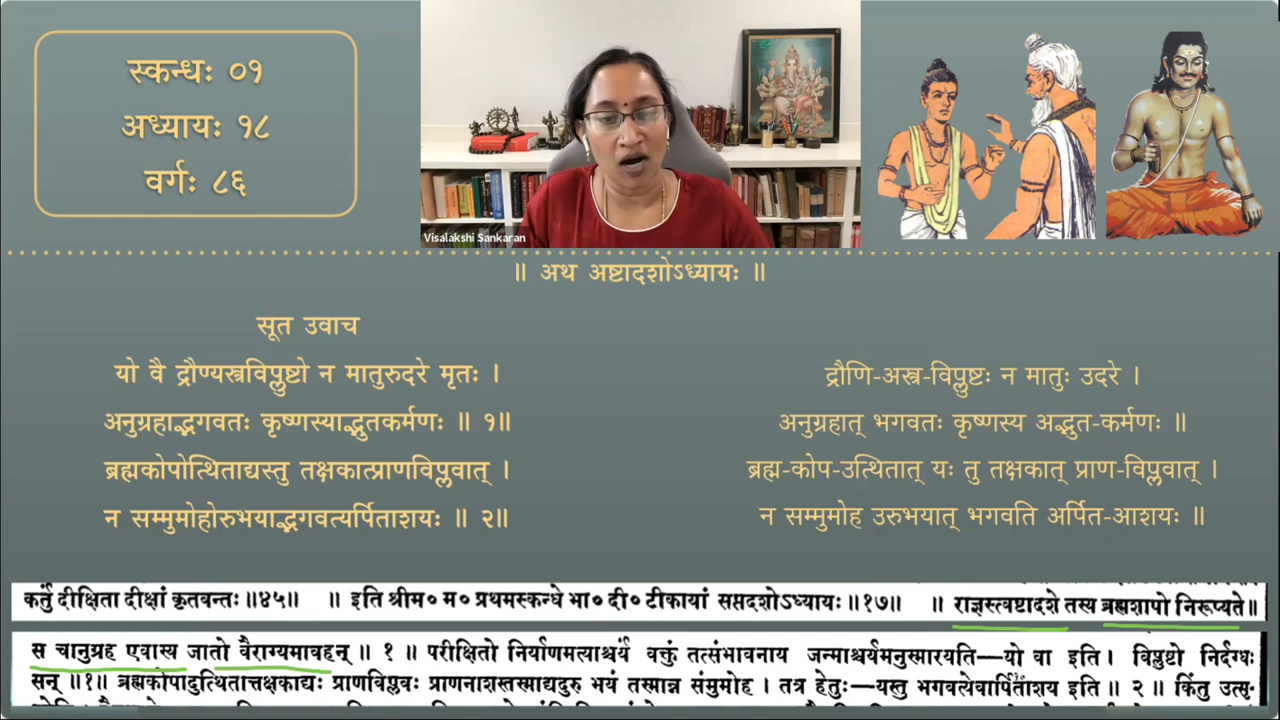 स्कन्धः ०१
अध्यायः १८
वर्गः ८६
Visalakshi Sankaran
॥ अथ अष्टादशोऽध्यायः ॥
सूत उवाच
यो वै द्रौण्यस्त्रविप्लुष्टो न मातुरुदरे मृतः ।
अनुग्रहाद्भगवतः कृष्णस्याद्भुतकर्मणः ॥ १॥
ब्रह्मकोपोत्थिताद्यस्तु तक्षकात्प्राणविप्लवात् ।
न सम्मुमोहोरुभयाद्भगवत्यर्पिताशयः ॥ २॥
द्रौणि-अस्त्र-विप्लुष्टः न मातुः उदरे ।
अनुग्रहात् भगवतः कृष्णस्य अद्भुत-कर्मणः ॥
ब्रह्म-कोप-उत्थितात् यः तु तक्षकात् प्राण-विप्लवात् ।
न सम्मुमोह उरुभयात् भगवति अर्पित-आशयः ॥
कर्तुं दीक्षिता दीक्षां कृतवन्तः ॥४५॥ ॥ इति श्रीम० म० प्रथमस्कन्धे भा० दी० टीकायां सप्तदशोऽध्यायः ॥१७॥ ॥ राज्ञस्त्वष्टादशे तस्य ब्रह्मशापो निरूप्यते॥
स चानुग्रह एवास्य जातो वैराग्यमावहन् ॥ १ ॥ परीक्षितो निर्याणमत्याश्चर्यं वक्तुं तत्संभावनाय जन्माश्चर्यमनुस्मारयति—यो वा इति । विप्लुष्टो निर्दग्धः
सन् ॥१॥ ब्रह्मकोपादुत्थितात्तक्षकाद्यः प्राणविप्लवः प्राणनाशस्तस्माद्यदुरु भयं तस्मान्न संमुमोह । तत्र हेतुः—यस्तु भगवत्येवार्पिताशय इति ॥ २ ॥ किंतु उत्सृ-